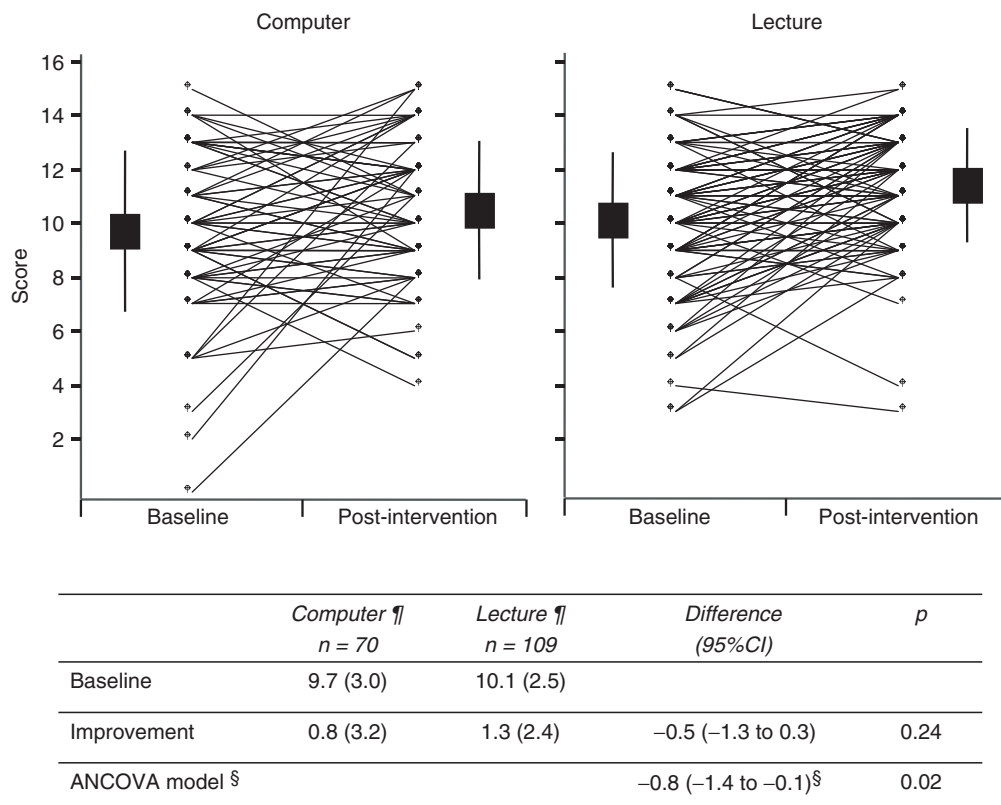 Computer
Lecture
16
14
12
10
8
6
4
2
Score
Baseline
Post-intervention
Baseline
Post-intervention
Computer ¶ Lecture ¶ Difference p
n = 70 n = 109 (95%CI)
Baseline 9.7 (3.0) 10.1 (2.5)
Improvement 0.8 (3.2) 1.3 (2.4) −0.5 (−1.3 to 0.3) 0.24
ANCOVA model § −0.8 (−1.4 to −0.1)§ 0.02